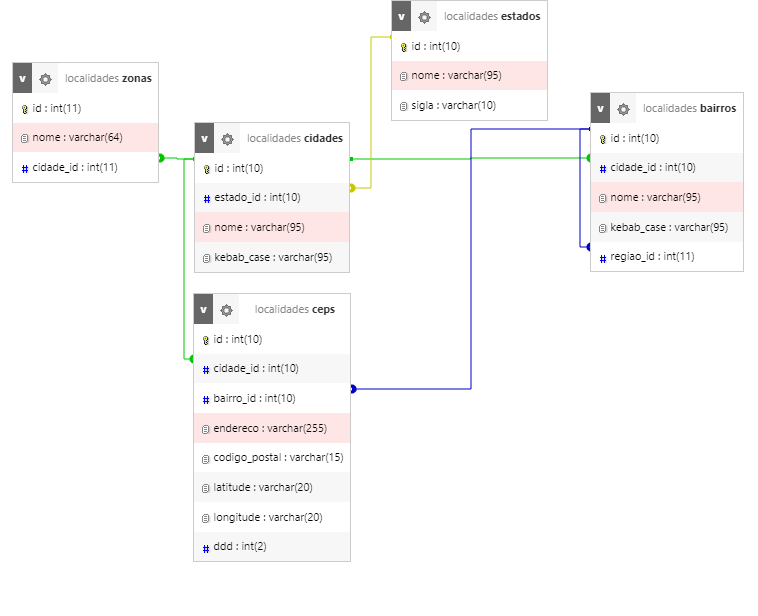 v localidades estados
id : int(10)
nome : varchar(95)
sigla : varchar(10)
v localidades zonas
id : int(11)
nome : varchar(64)
# cidade_id : int(11)
v localidades cidades
id : int(10)
# estado_id : int(10)
nome : varchar(95)
kebab_case : varchar(95)
v localidades bairros
id : int(10)
# cidade_id : int(10)
nome : varchar(95)
kebab_case : varchar(95)
# regiao_id : int(11)
v localidades ceps
id : int(10)
# cidade_id : int(10)
# bairro_id : int(10)
endereco : varchar(255)
codigo_postal : varchar(15)
latitude : varchar(20)
longitude : varchar(20)
# ddd : int(2)